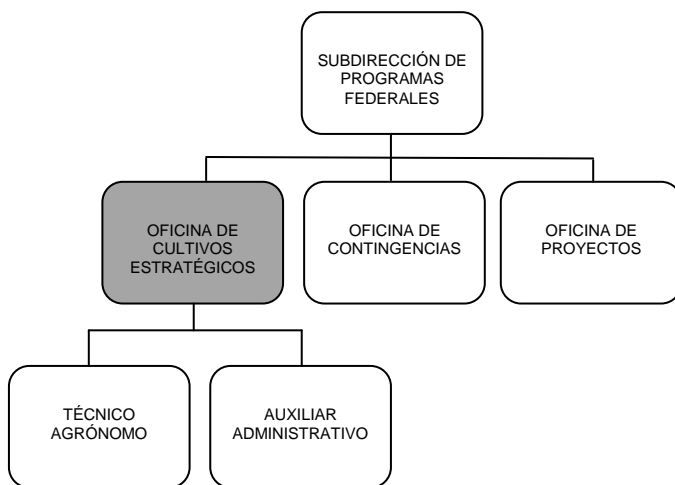 SUBDIRECCIÓN DE
PROGRAMAS
FEDERALES
OFICINA DE
CULTIVOS
ESTRATÉGICOS
OFICINA DE
CONTINGENCIAS
OFICINA DE
PROYECTOS
TÉCNICO
AGRÓNOMO
AUXILIAR
ADMINISTRATIVO